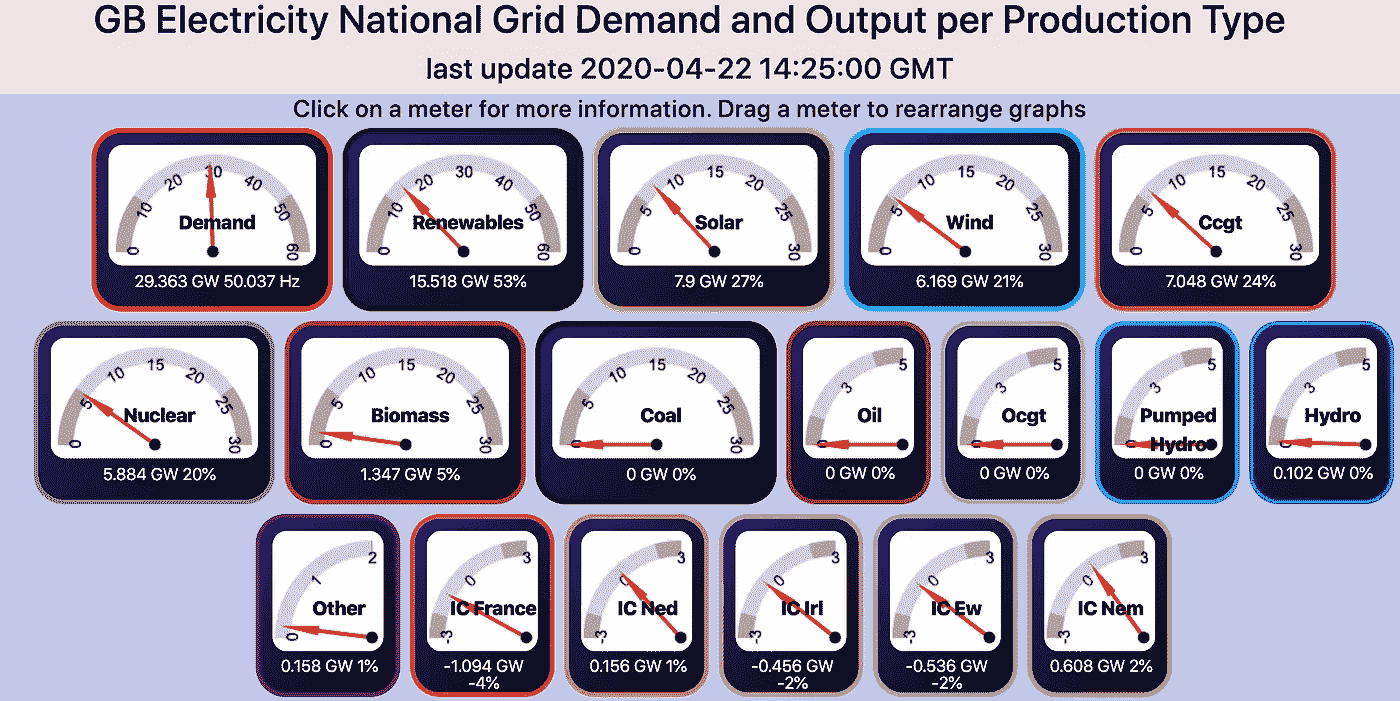 GB Electricity National Grid Demand and Output per Production Type
last update 2020-04-22 14:25:00 GMT
Click on a meter for more information. Drag a meter to rearrange graphs
0 10 20 30 40 50 60
Demand
29.363 GW 50.037 Hz
0 10 20 30 40 50 60
Renewables
15.518 GW 53%
0 5 10 15 20 25 30
Solar
7.9 GW 27%
0 5 10 15 20 25 30
Wind
6.169 GW 21%
0 5 10 15 20 25 30
Ccgt
7.048 GW 24%
0 5 10 15 20 25 30
Nuclear
5.884 GW 20%
0 5 10 15 20 25 30
Biomass
1.347 GW 5%
0 5 10 15 20 25 30
Coal
0 GW 0%
0 3 5
Oil
0 GW 0%
0 3 5
Ocgt
0 GW 0%
0 3 5
Pumped
Hydro
0 GW 0%
0 3 5
Hydro
0.102 GW 0%
0 1 2
Other
0.158 GW 1%
-3 0 3
IC France
-1.094 GW
-4%
-3 0 3
IC Ned
0.156 GW 1%
-3 0 3
IC Irl
-0.456 GW
-2%
-3 0 3
IC Ew
-0.536 GW
-2%
-3 0 3
IC Nem
0.608 GW 2%